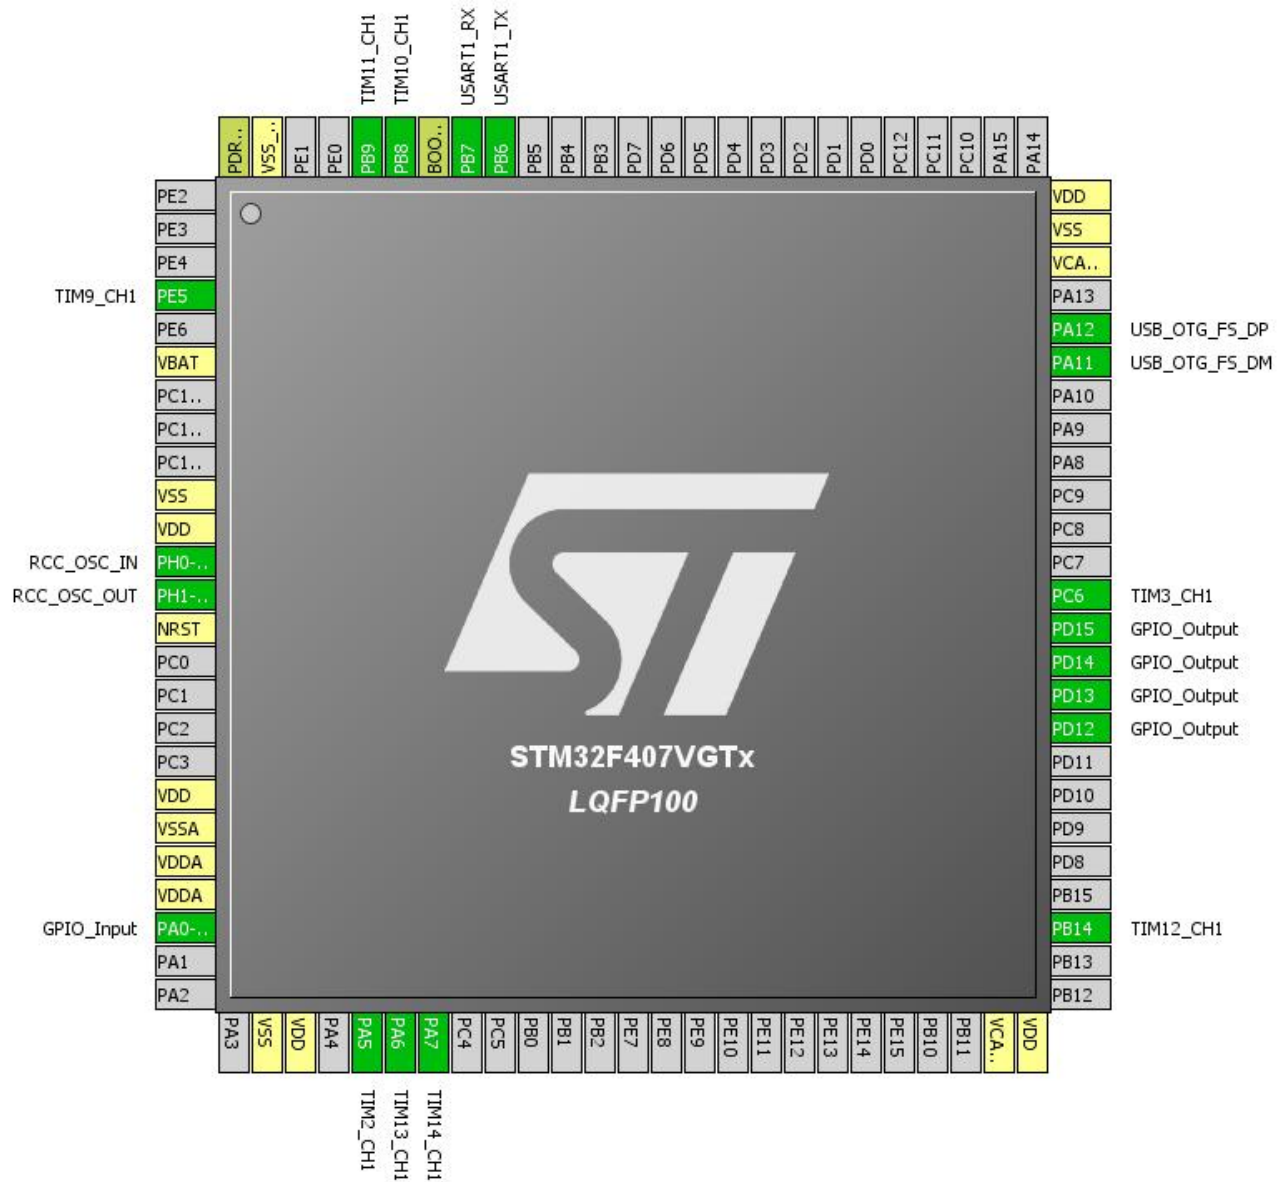 TIM11_CH1
TIM10_CH1
USART1_RX
USART1_TX
PDR..
VSS_..
PE1
PE0
PB9
PB8
BOO..
PB7
PB6
PB5
PB4
PB3
PD7
PD6
PD5
PD4
PD3
PD2
PD1
PD0
PC12
PC11
PC10
PA15
PA14
PE2
PE3
PE4
TIM9_CH1 PE5
PE6
VBAT
PC1..
PC1..
PC1..
VSS
VDD
RCC_OSC_IN PH0-..
RCC_OSC_OUT PH1-..
NRST
PC0
PC1
PC2
PC3
VDD
VSSA
VDDA
VDDA
GPIO_Input PA0-..
PA1
PA2
ST
STM32F407VGTx
LQFP100
VDD
VSS
VCA..
PA13
PA12 USB_OTG_FS_DP
PA11 USB_OTG_FS_DM
PA10
PA9
PA8
PC9
PC8
PC7
PC6 TIM3_CH1
PD15 GPIO_Output
PD14 GPIO_Output
PD13 GPIO_Output
PD12 GPIO_Output
PD11
PD10
PD9
PD8
PB15
PB14 TIM12_CH1
PB13
PB12
PA3
VSS
VDD
PA4
PA5
PA6
PA7
PC4
PC5
PB0
PB1
PB2
PE7
PE8
PE9
PE10
PE11
PE12
PE13
PE14
PE15
PB10
PB11
VCA..
VDD
TIM2_CH1
TIM13_CH1
TIM14_CH1